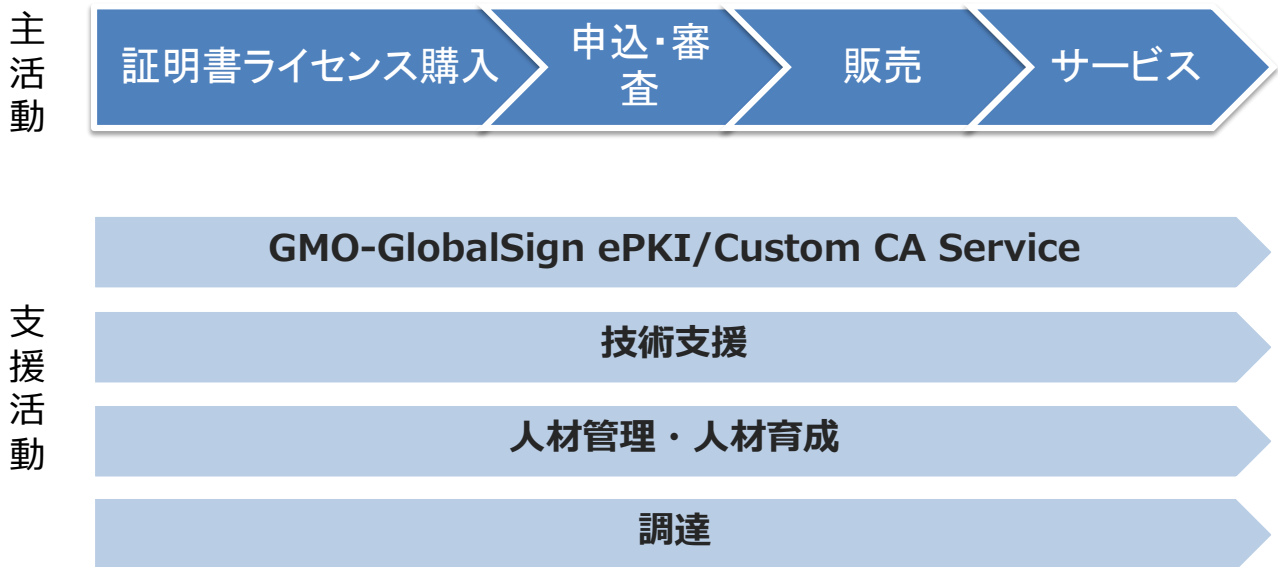 主活動
証明書ライセンス購入
申込・審
査
販売
サービス
支援活動
GMO-GlobalSign ePKI/Custom CA Service
技術支援
人材管理・人材育成
調達